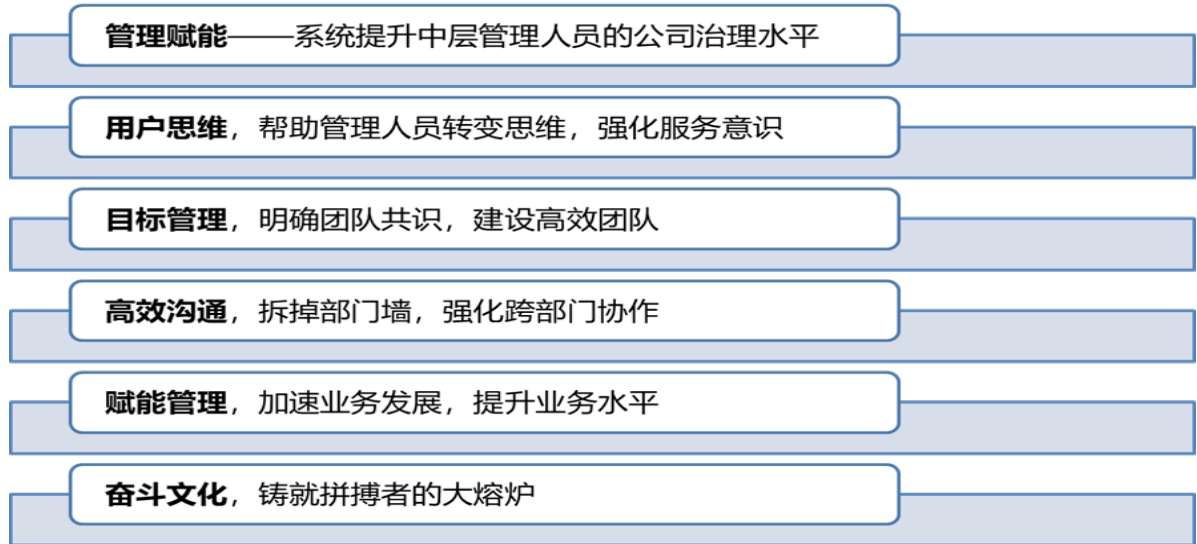 管理赋能——系统提升中层管理人员的公司治理水平
用户思维，帮助管理人员转变思维，强化服务意识
目标管理，明确团队共识，建设高效团队
高效沟通，拆掉部门墙，强化跨部门协作
赋能管理，加速业务发展，提升业务水平
奋斗文化，铸就拼搏者的大熔炉